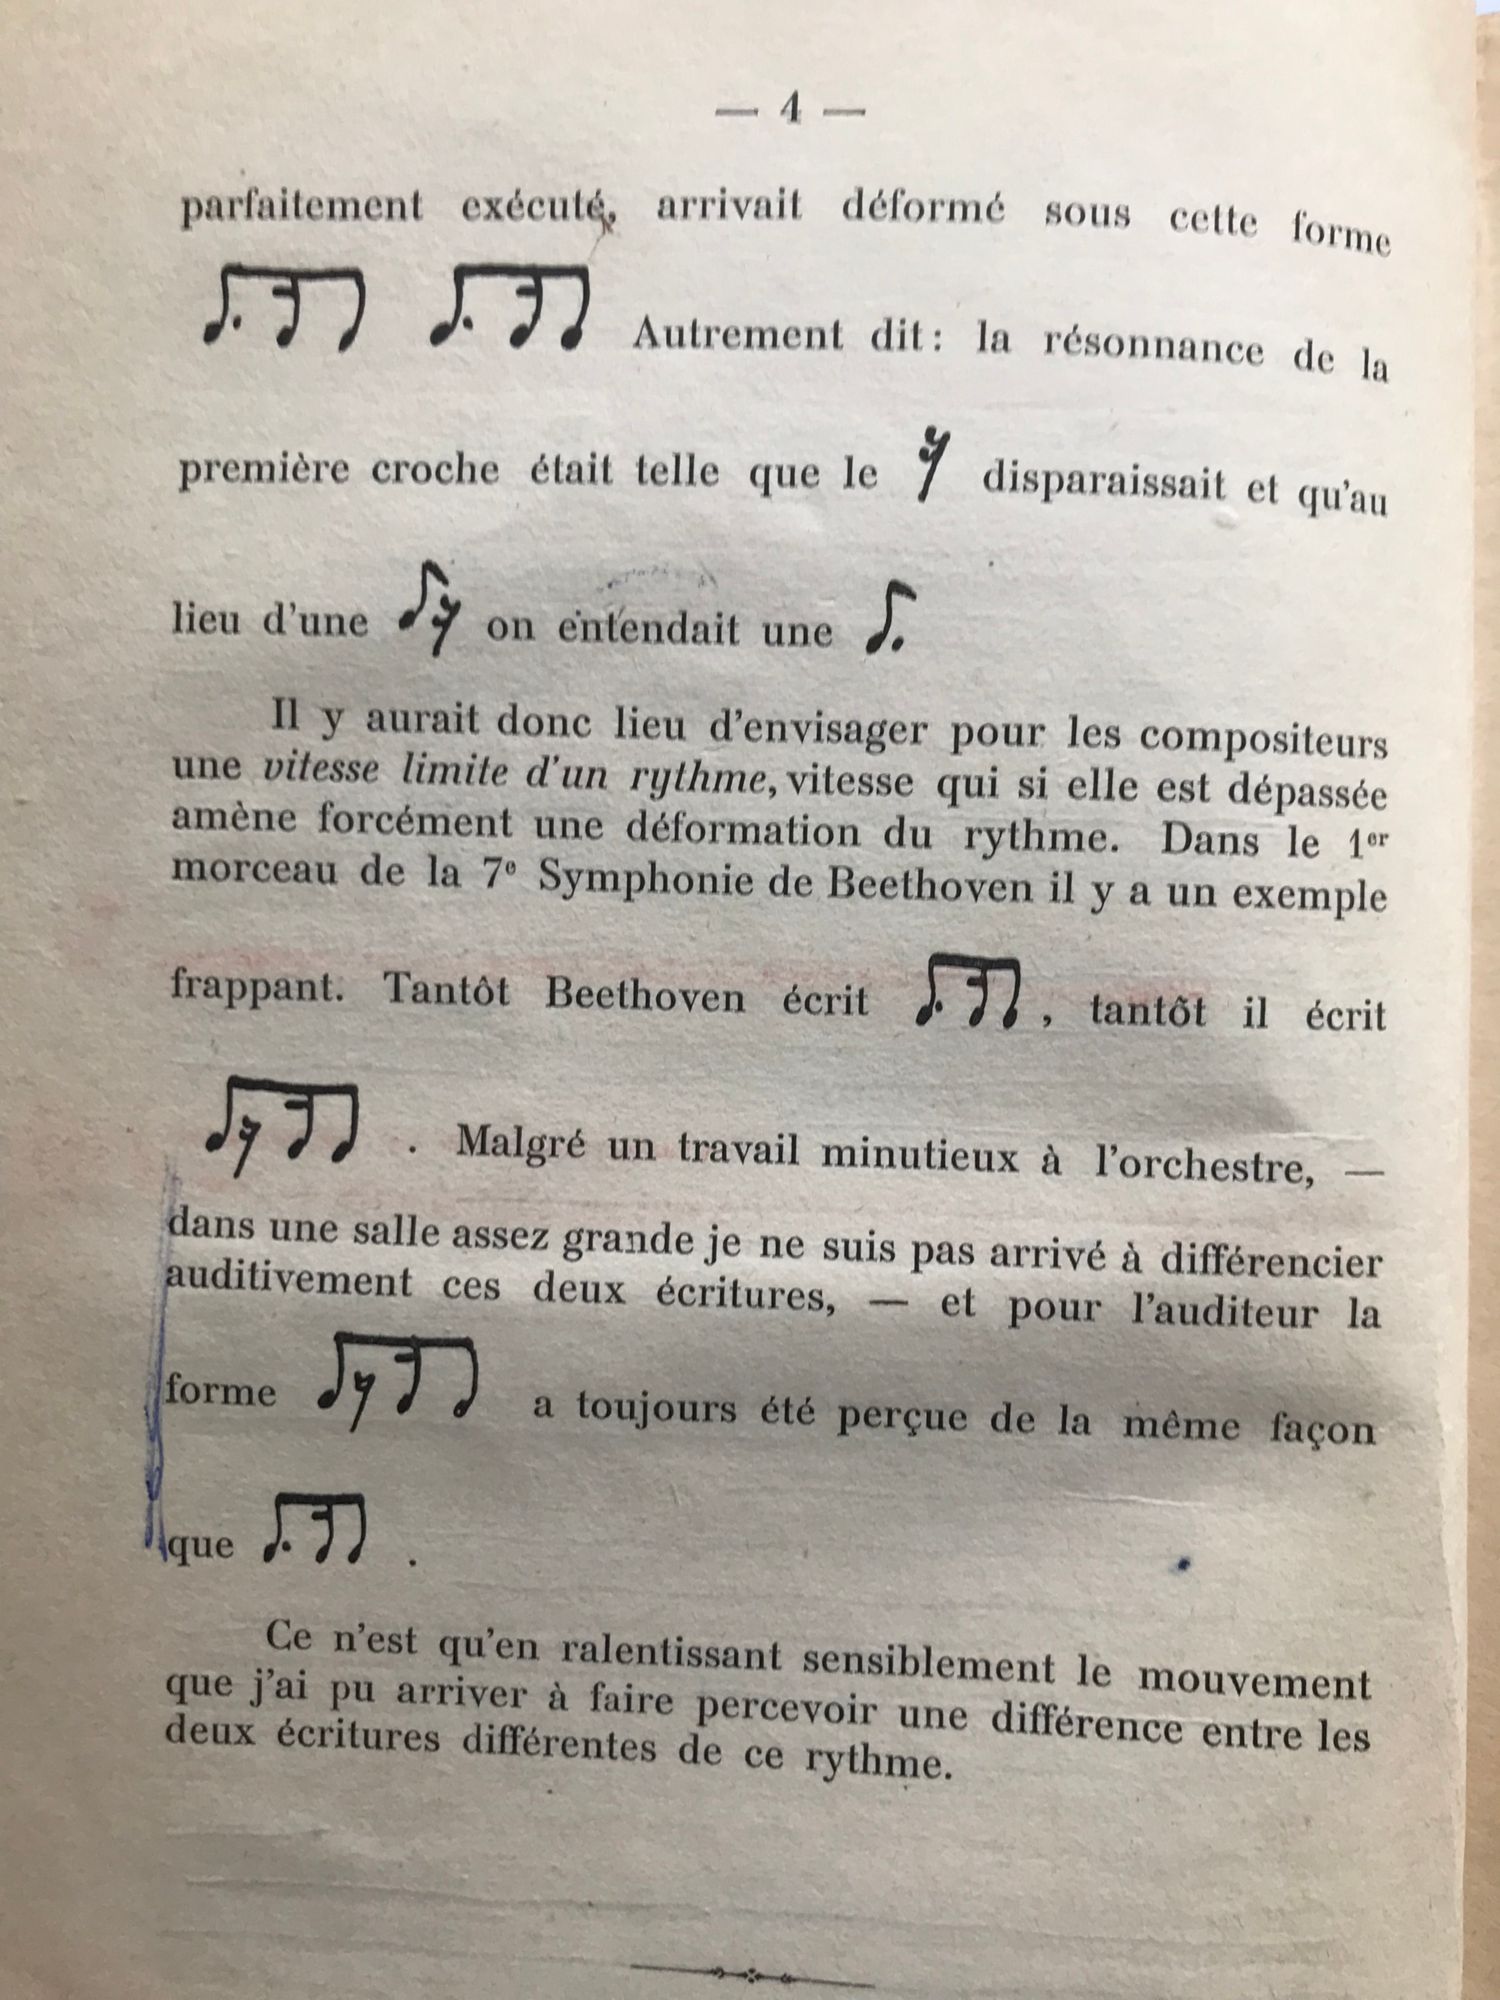 — 4 —
parfaitement exécuté, arrivait déformé sous cette forme
Autrement dit : la résonnance de la
première croche était telle que le disparaissait et qu'au
lieu d'une on entendait une
Il y aurait donc lieu d'envisager pour les compositeurs
une vitesse limite d'un rythme, vitesse qui si elle est dépassée
amène forcément une déformation du rythme. Dans le 1er
morceau de la 7e Symphonie de Beethoven il y a un exemple
frappant. Tantôt Beethoven écrit , tantôt il écrit
. Malgré un travail minutieux à l'orchestre, —
dans une salle assez grande je ne suis pas arrivé à différencier
auditivement ces deux écritures, — et pour l'auditeur la
forme a toujours été perçue de la même façon
que .
Ce n'est qu'en ralentissant sensiblement le mouvement
que j'ai pu arriver à faire percevoir une différence entre les
deux écritures différentes de ce rythme.